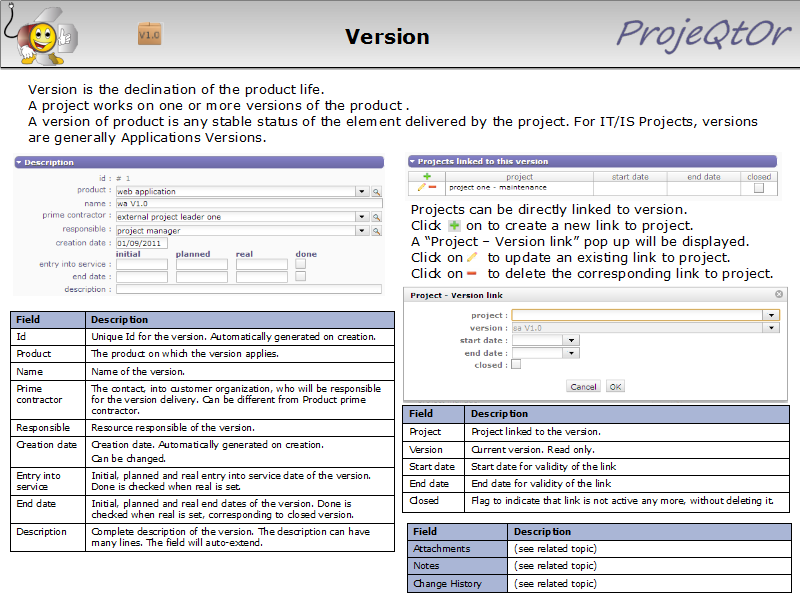 V1.0
Version
ProjeQtOr
Version is the declination of the product life.
A project works on one or more versions of the product .
A version of product is any stable status of the element delivered by the project. For IT/IS Projects, versions
are generally Applications Versions.
Description
id : # 1
product : web application
name : wa V1.0
prime contractor : external project leader one
responsible : project manager
creation date : 01/09/2011
initial planned real done
entry into service :
end date :
description :
Field Description
Id Unique Id for the version. Automatically generated on creation.
Product The product on which the version applies.
Name Name of the version.
Prime The contact, into customer organization, who will be responsible
contractor for the version delivery. Can be different from Product prime
contractor.
Responsible Resource responsible of the version.
Creation date Creation date. Automatically generated on creation.
Can be changed.
Entry into Initial, planned and real entry into service date of the version.
service Done is checked when real is set.
End date Initial, planned and real end dates of the version. Done is
checked when real is set, corresponding to closed version.
Description Complete description of the version. The description can have
many lines. The field will auto-extend.
Projects linked to this version
project start date end date closed
project one - maintenance
Projects can be directly linked to version.
Click on to create a new link to project.
A “Project – Version link” pop up will be displayed.
Click on to update an existing link to project.
Click on to delete the corresponding link to project.
Project - Version link
project :
version : sa V1.0
start date :
end date :
closed :
Cancel OK
Field Description
Project Project linked to the version.
Version Current version. Read only.
Start date Start date for validity of the link
End date End date for validity of the link
Closed Flag to indicate that link is not active any more, without deleting it.
Field Description
Attachments (see related topic)
Notes (see related topic)
Change History (see related topic)